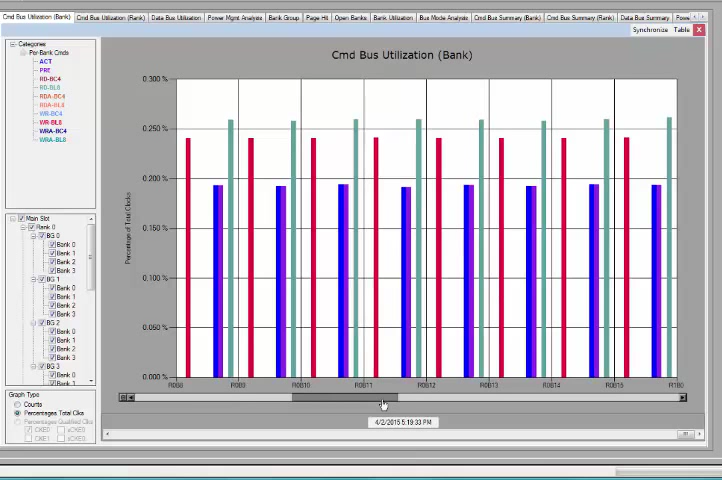 Cmd Bus Utilization (Bank) Cmd Bus Utilization (Rank) Data Bus Utilization Power Mgmt Analysis Bank Group Page Hit Open Banks Bank Utilization Bus Mode Analysis Cmd Bus Summary (Bank) Cmd Bus Summary (Rank) Data Bus Summary Power
Synchronize Table X
Categories
Per-Bank Cmds
ACT
PRE
RD-BC4
RD-BL8
RDA-BC4
RDA-BL8
WR-BC4
WR-BL8
WRA-BC4
WRA-BL8
Main Slot
Rank 0
BG 0
Bank 0
Bank 1
Bank 2
Bank 3
BG 1
Bank 0
Bank 1
Bank 2
Bank 3
BG 2
Bank 0
Bank 1
Bank 2
Bank 3
BG 3
Bank 0
Bank 1
Graph Type
Counts
Percentages Total Clks
Percentages Qualified Clks
CKE0
CKE1
Cmd Bus Utilization (Bank)
Percentage of Total Clocks
0.300 %
0.250 %
0.200 %
0.150 %
0.100 %
0.050 %
0.000 %
R0B8 R0B9 R0B10 R0B11 R0B12 R0B13 R0B14 R0B15 R1B0
4/2/2015 5:19:33 PM